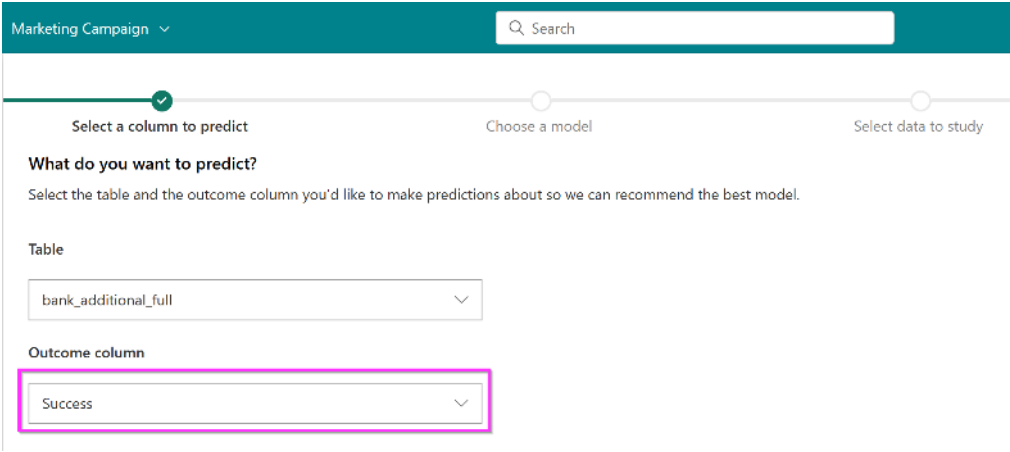 Marketing Campaign
Search
Select a column to predict
Choose a model
Select data to study
What do you want to predict?
Select the table and the outcome column you'd like to make predictions about so we can recommend the best model.
Table
bank_additional_full
Outcome column
Success